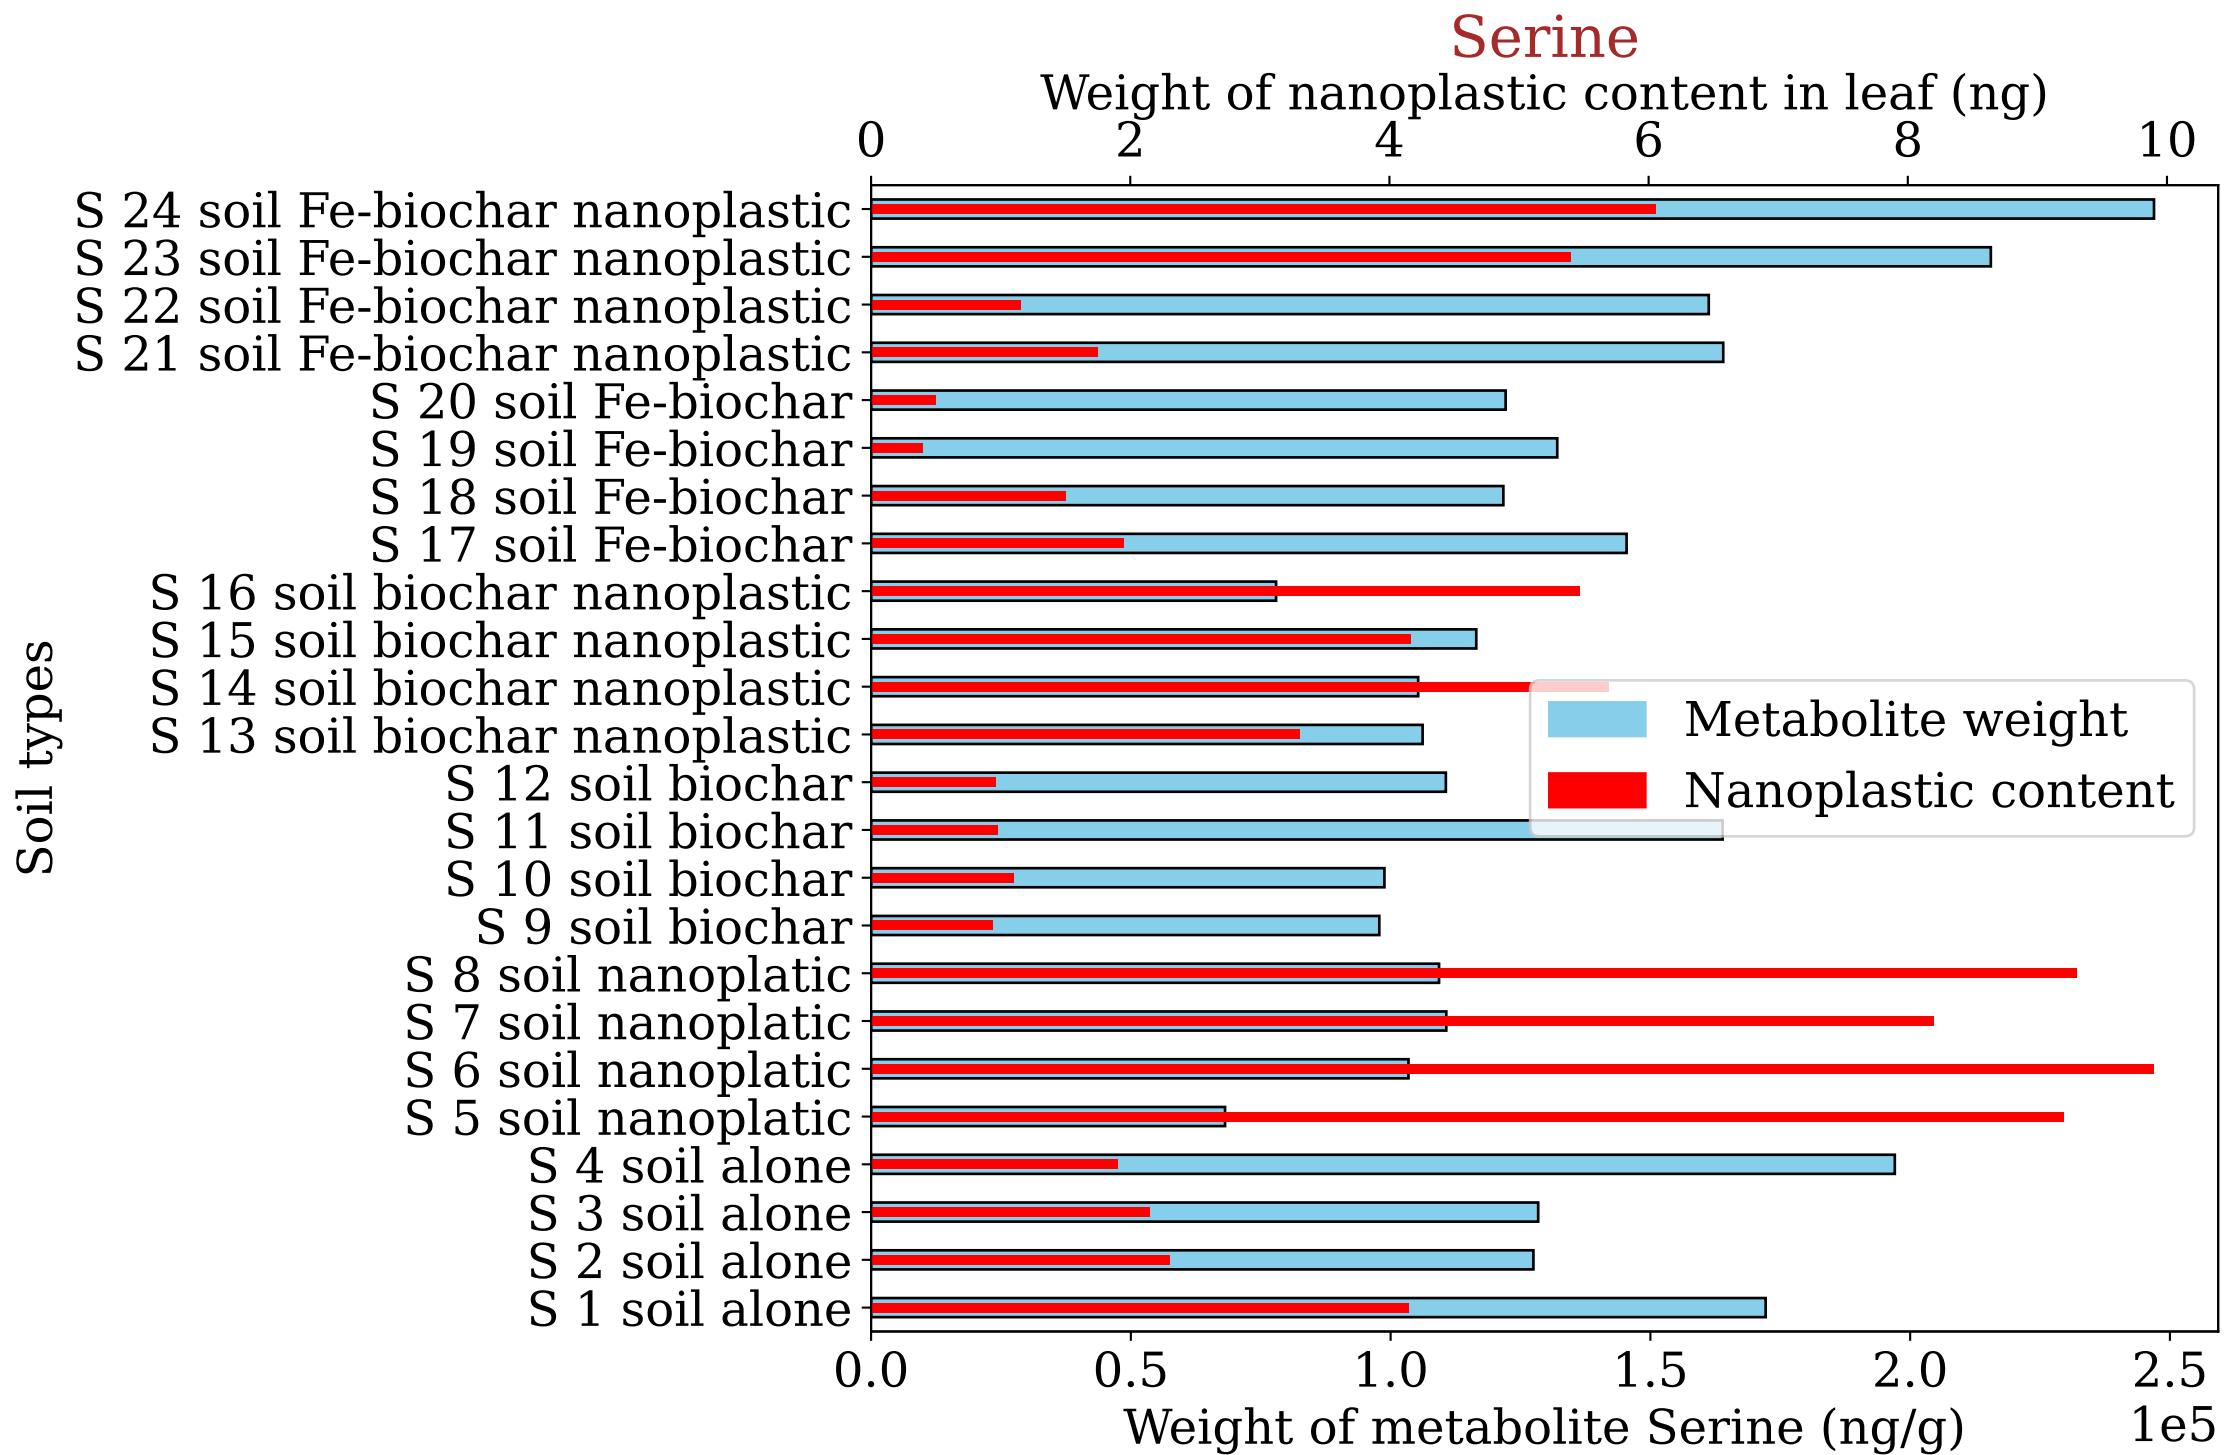 Serine
Weight of nanoplastic content in leaf (ng)
0 2 4 6 8 10
S 24 soil Fe-biochar nanoplastic
S 23 soil Fe-biochar nanoplastic
S 22 soil Fe-biochar nanoplastic
S 21 soil Fe-biochar nanoplastic
S 20 soil Fe-biochar
S 19 soil Fe-biochar
S 18 soil Fe-biochar
S 17 soil Fe-biochar
S 16 soil biochar nanoplastic
S 15 soil biochar nanoplastic
S 14 soil biochar nanoplastic
S 13 soil biochar nanoplastic
S 12 soil biochar
S 11 soil biochar
S 10 soil biochar
S 9 soil biochar
S 8 soil nanoplatic
S 7 soil nanoplatic
S 6 soil nanoplatic
S 5 soil nanoplatic
S 4 soil alone
S 3 soil alone
S 2 soil alone
S 1 soil alone
Soil types
Metabolite weight
Nanoplastic content
0.0 0.5 1.0 1.5 2.0 2.5
Weight of metabolite Serine (ng/g)
1e5